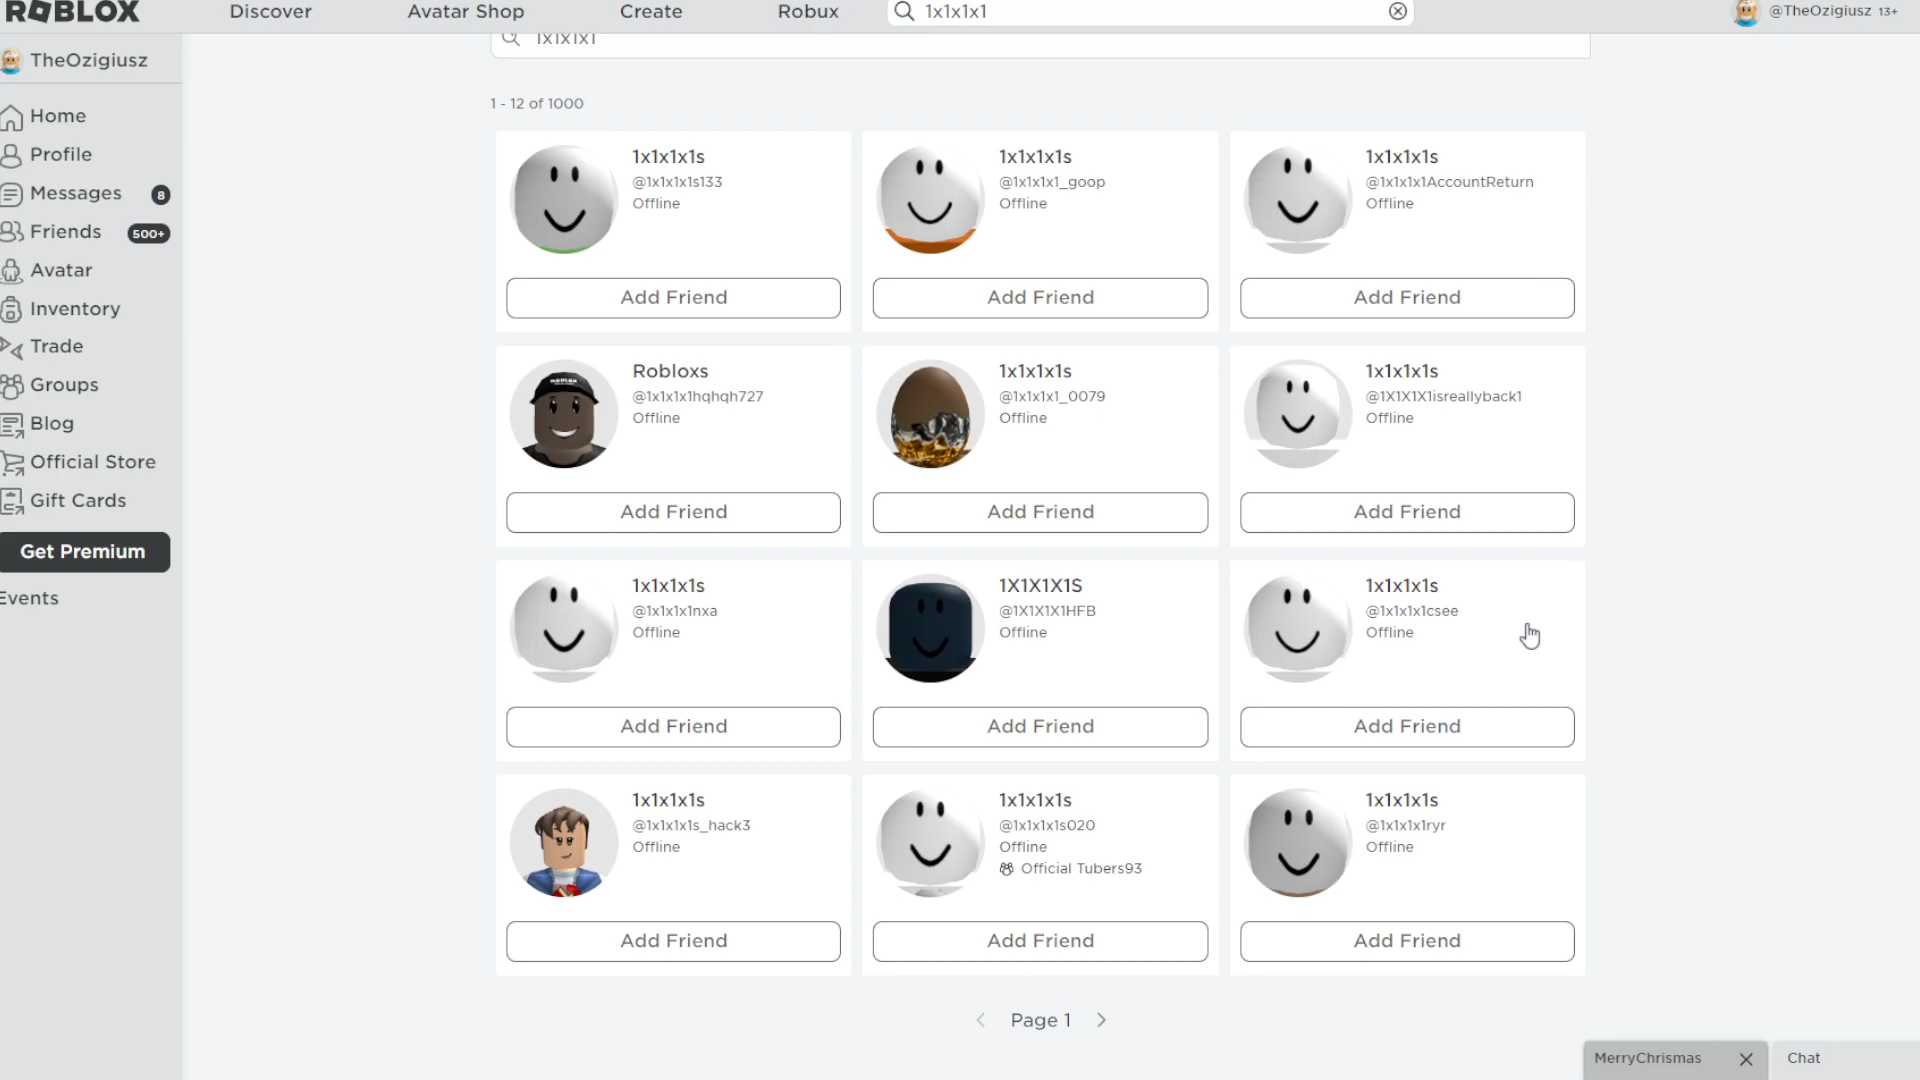 ROBLOX
Discover
Avatar Shop
Create
Robux
1x1x1x1
@TheOzigiusz 13+
TheOzigiusz
Home
Profile
Messages 8
Friends 500+
Avatar
Inventory
Trade
Groups
Blog
Official Store
Gift Cards
Get Premium
Events
1x1x1x1
1 - 12 of 1000
1x1x1x1s
@1x1x1x1s133
Offline
Add Friend
1x1x1x1s
@1x1x1x1_goop
Offline
Add Friend
1x1x1x1s
@1x1x1x1AccountReturn
Offline
Add Friend
Robloxs
@1x1x1x1hqhqh727
Offline
Add Friend
1x1x1x1s
@1x1x1x1_0079
Offline
Add Friend
1x1x1x1s
@1X1X1X1isreallyback1
Offline
Add Friend
1x1x1x1s
@1x1x1x1nxa
Offline
Add Friend
1X1X1X1S
@1X1X1X1HFB
Offline
Add Friend
1x1x1x1s
@1x1x1x1csee
Offline
Add Friend
1x1x1x1s
@1x1x1x1s_hack3
Offline
Add Friend
1x1x1x1s
@1x1x1x1s020
Offline
Official Tubers93
Add Friend
1x1x1x1s
@1x1x1x1ryr
Offline
Add Friend
Page 1
MerryChrismas
Chat